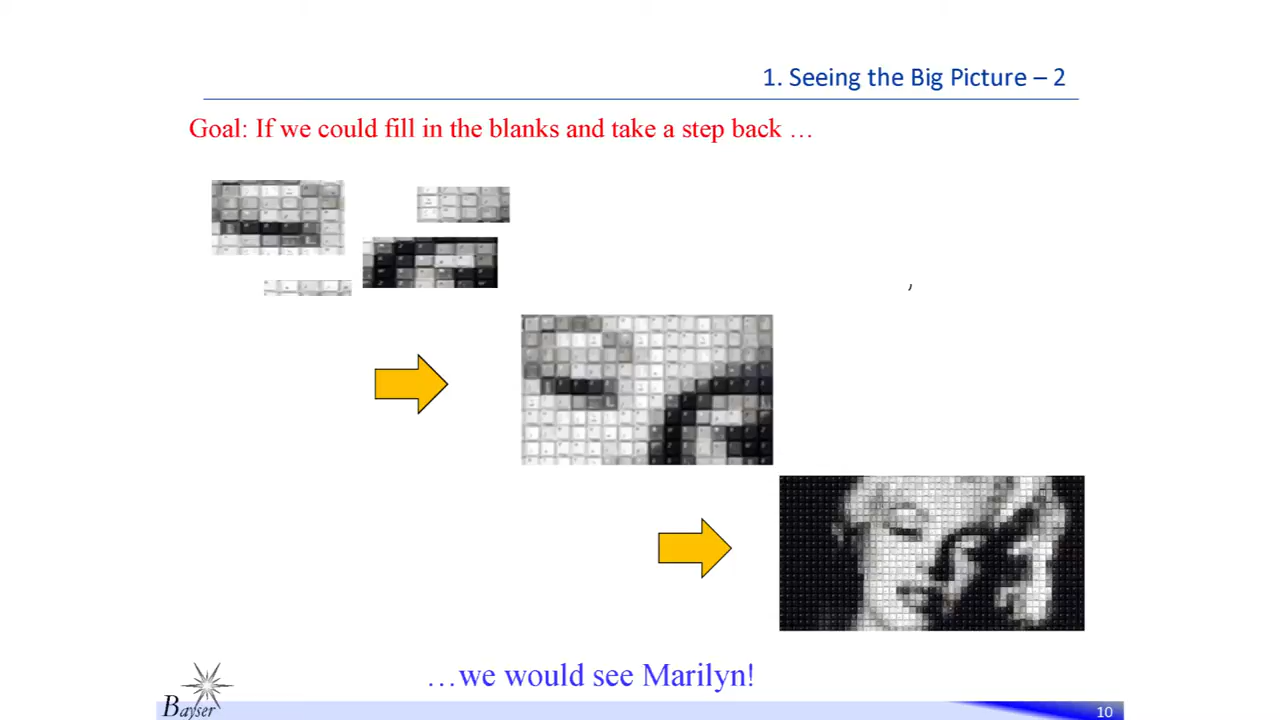 1. Seeing the Big Picture – 2
Goal: If we could fill in the blanks and take a step back …
,
…we would see Marilyn!
Bayser
10